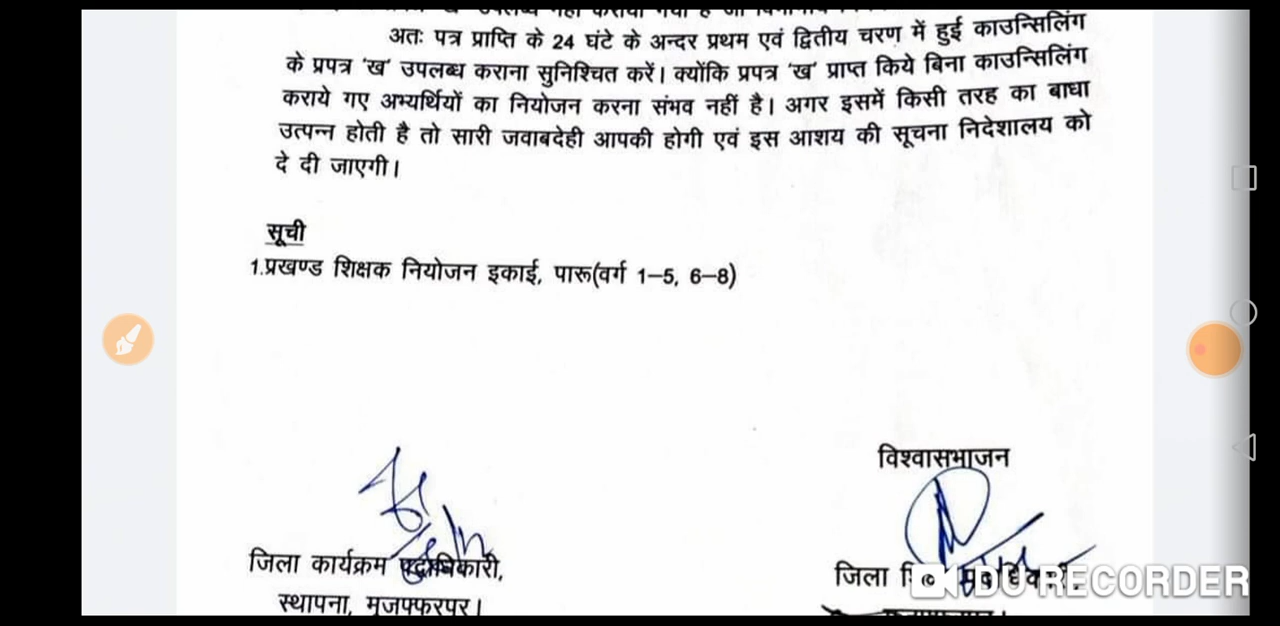 अतः पत्र प्राप्ति के 24 घंटे के अन्दर प्रथम एवं द्वितीय चरण में हुई काउन्सिलिंग
के प्रपत्र 'ख' उपलब्ध कराना सुनिश्चित करें। क्योंकि प्रपत्र 'ख' प्राप्त किये बिना काउन्सिलिंग
कराये गए अभ्यर्थियों का नियोजन करना संभव नहीं है। अगर इसमें किसी तरह का बाधा
उत्पन्न होती है तो सारी जवाबदेही आपकी होगी एवं इस आशय की सूचना निदेशालय को
दे दी जाएगी।
सूची
1.प्रखण्ड शिक्षक नियोजन इकाई, पारू(वर्ग 1–5, 6–8)
विश्वासभाजन
जिला कार्यक्रम पदाधिकारी,
जिला
स्थापना, मुजफ्फरपुर।
DU RECORDER